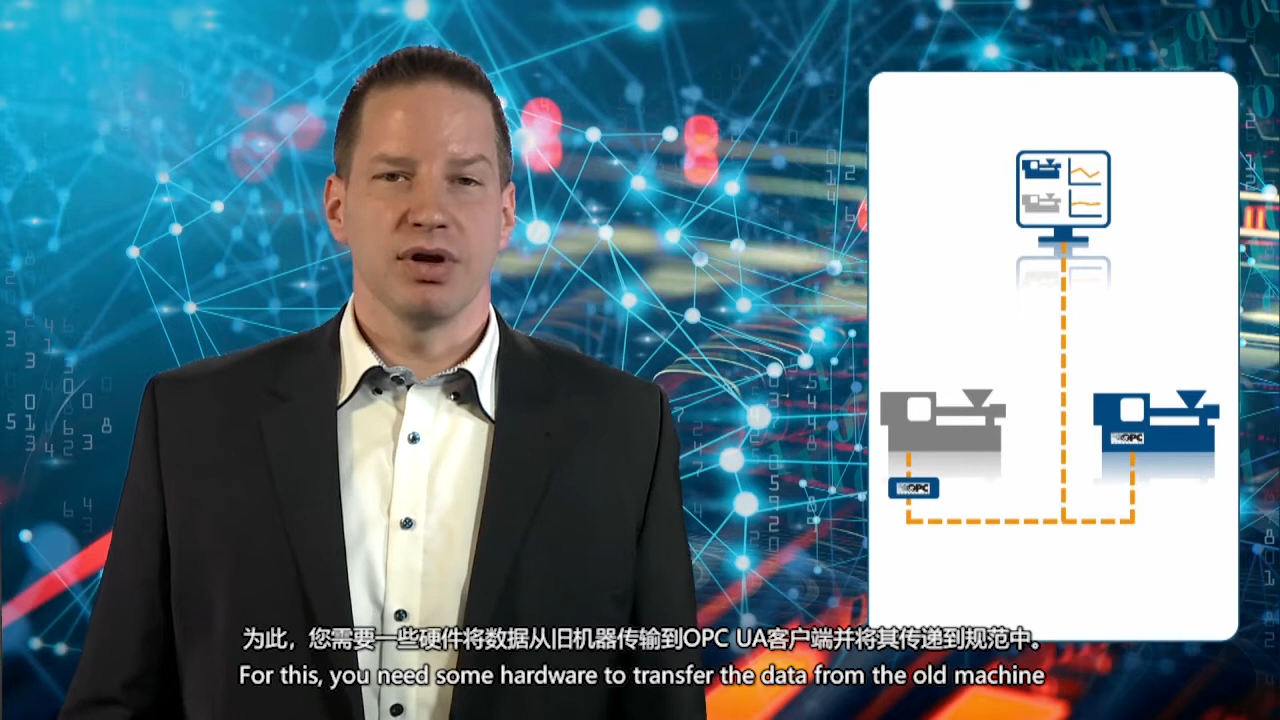 OPC
OPC
为此，您需要一些硬件将数据从旧机器传输到OPC UA客户端并将其传递到规范中。
For this, you need some hardware to transfer the data from the old machine